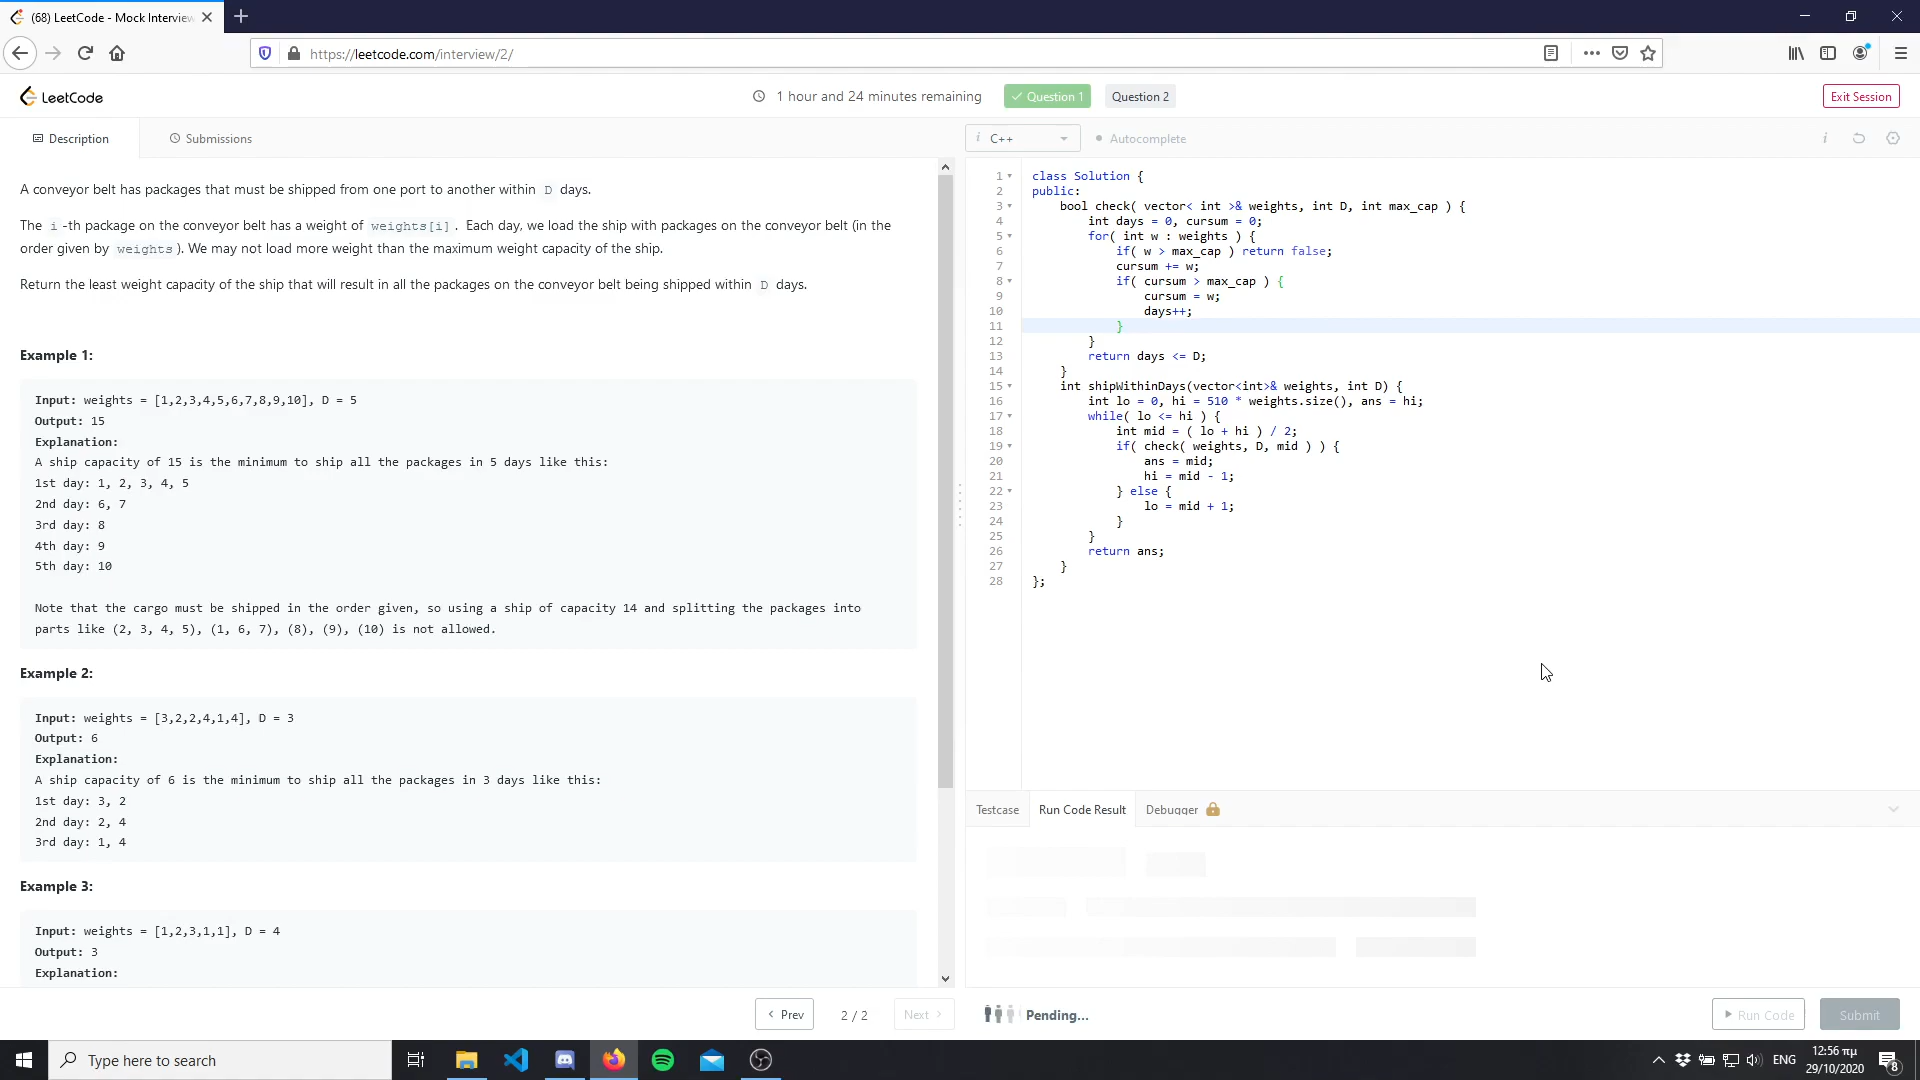 (68) LeetCode - Mock Interview
https://leetcode.com/interview/2/
LeetCode
1 hour and 24 minutes remaining
Question 1
Question 2
Exit Session
Description
Submissions
A conveyor belt has packages that must be shipped from one port to another within D days.
The i -th package on the conveyor belt has a weight of weights[i]. Each day, we load the ship with packages on the conveyor belt (in the
order given by weights). We may not load more weight than the maximum weight capacity of the ship.
Return the least weight capacity of the ship that will result in all the packages on the conveyor belt being shipped within D days.
Example 1:
Input: weights = [1,2,3,4,5,6,7,8,9,10], D = 5
Output: 15
Explanation:
A ship capacity of 15 is the minimum to ship all the packages in 5 days like this:
1st day: 1, 2, 3, 4, 5
2nd day: 6, 7
3rd day: 8
4th day: 9
5th day: 10
Note that the cargo must be shipped in the order given, so using a ship of capacity 14 and splitting the packages into
parts like (2, 3, 4, 5), (1, 6, 7), (8), (9), (10) is not allowed.
Example 2:
Input: weights = [3,2,2,4,1,4], D = 3
Output: 6
Explanation:
A ship capacity of 6 is the minimum to ship all the packages in 3 days like this:
1st day: 3, 2
2nd day: 2, 4
3rd day: 1, 4
Example 3:
Input: weights = [1,2,3,1,1], D = 4
Output: 3
Explanation:
Prev
2 / 2
Next
i C++
Autocomplete
i
1 class Solution {
2 public:
3 bool check( vector< int >& weights, int D, int max_cap ) {
4 int days = 0, cursum = 0;
5 for( int w : weights ) {
6 if( w > max_cap ) return false;
7 cursum += w;
8 if( cursum > max_cap ) {
9 cursum = w;
10 days++;
11 }
12 }
13 return days <= D;
14 }
15 int shipWithinDays(vector<int>& weights, int D) {
16 int lo = 0, hi = 510 * weights.size(), ans = hi;
17 while( lo <= hi ) {
18 int mid = ( lo + hi ) / 2;
19 if( check( weights, D, mid ) ) {
20 ans = mid;
21 hi = mid - 1;
22 } else {
23 lo = mid + 1;
24 }
25 }
26 return ans;
27 }
28 };
Testcase
Run Code Result
Debugger
Pending...
Run Code
Submit
Type here to search
ENG
12:56 πμ
29/10/2020
8